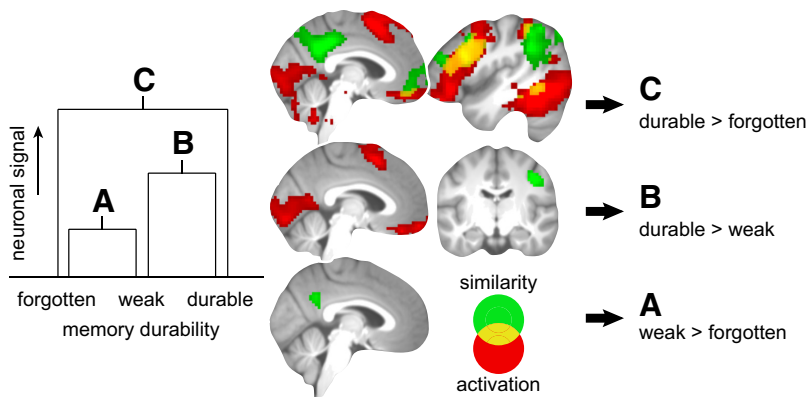 C
B
A
neuronal signal
forgotten weak durable
memory durability
similarity
activation
C
durable > forgotten
B
durable > weak
A
weak > forgotten